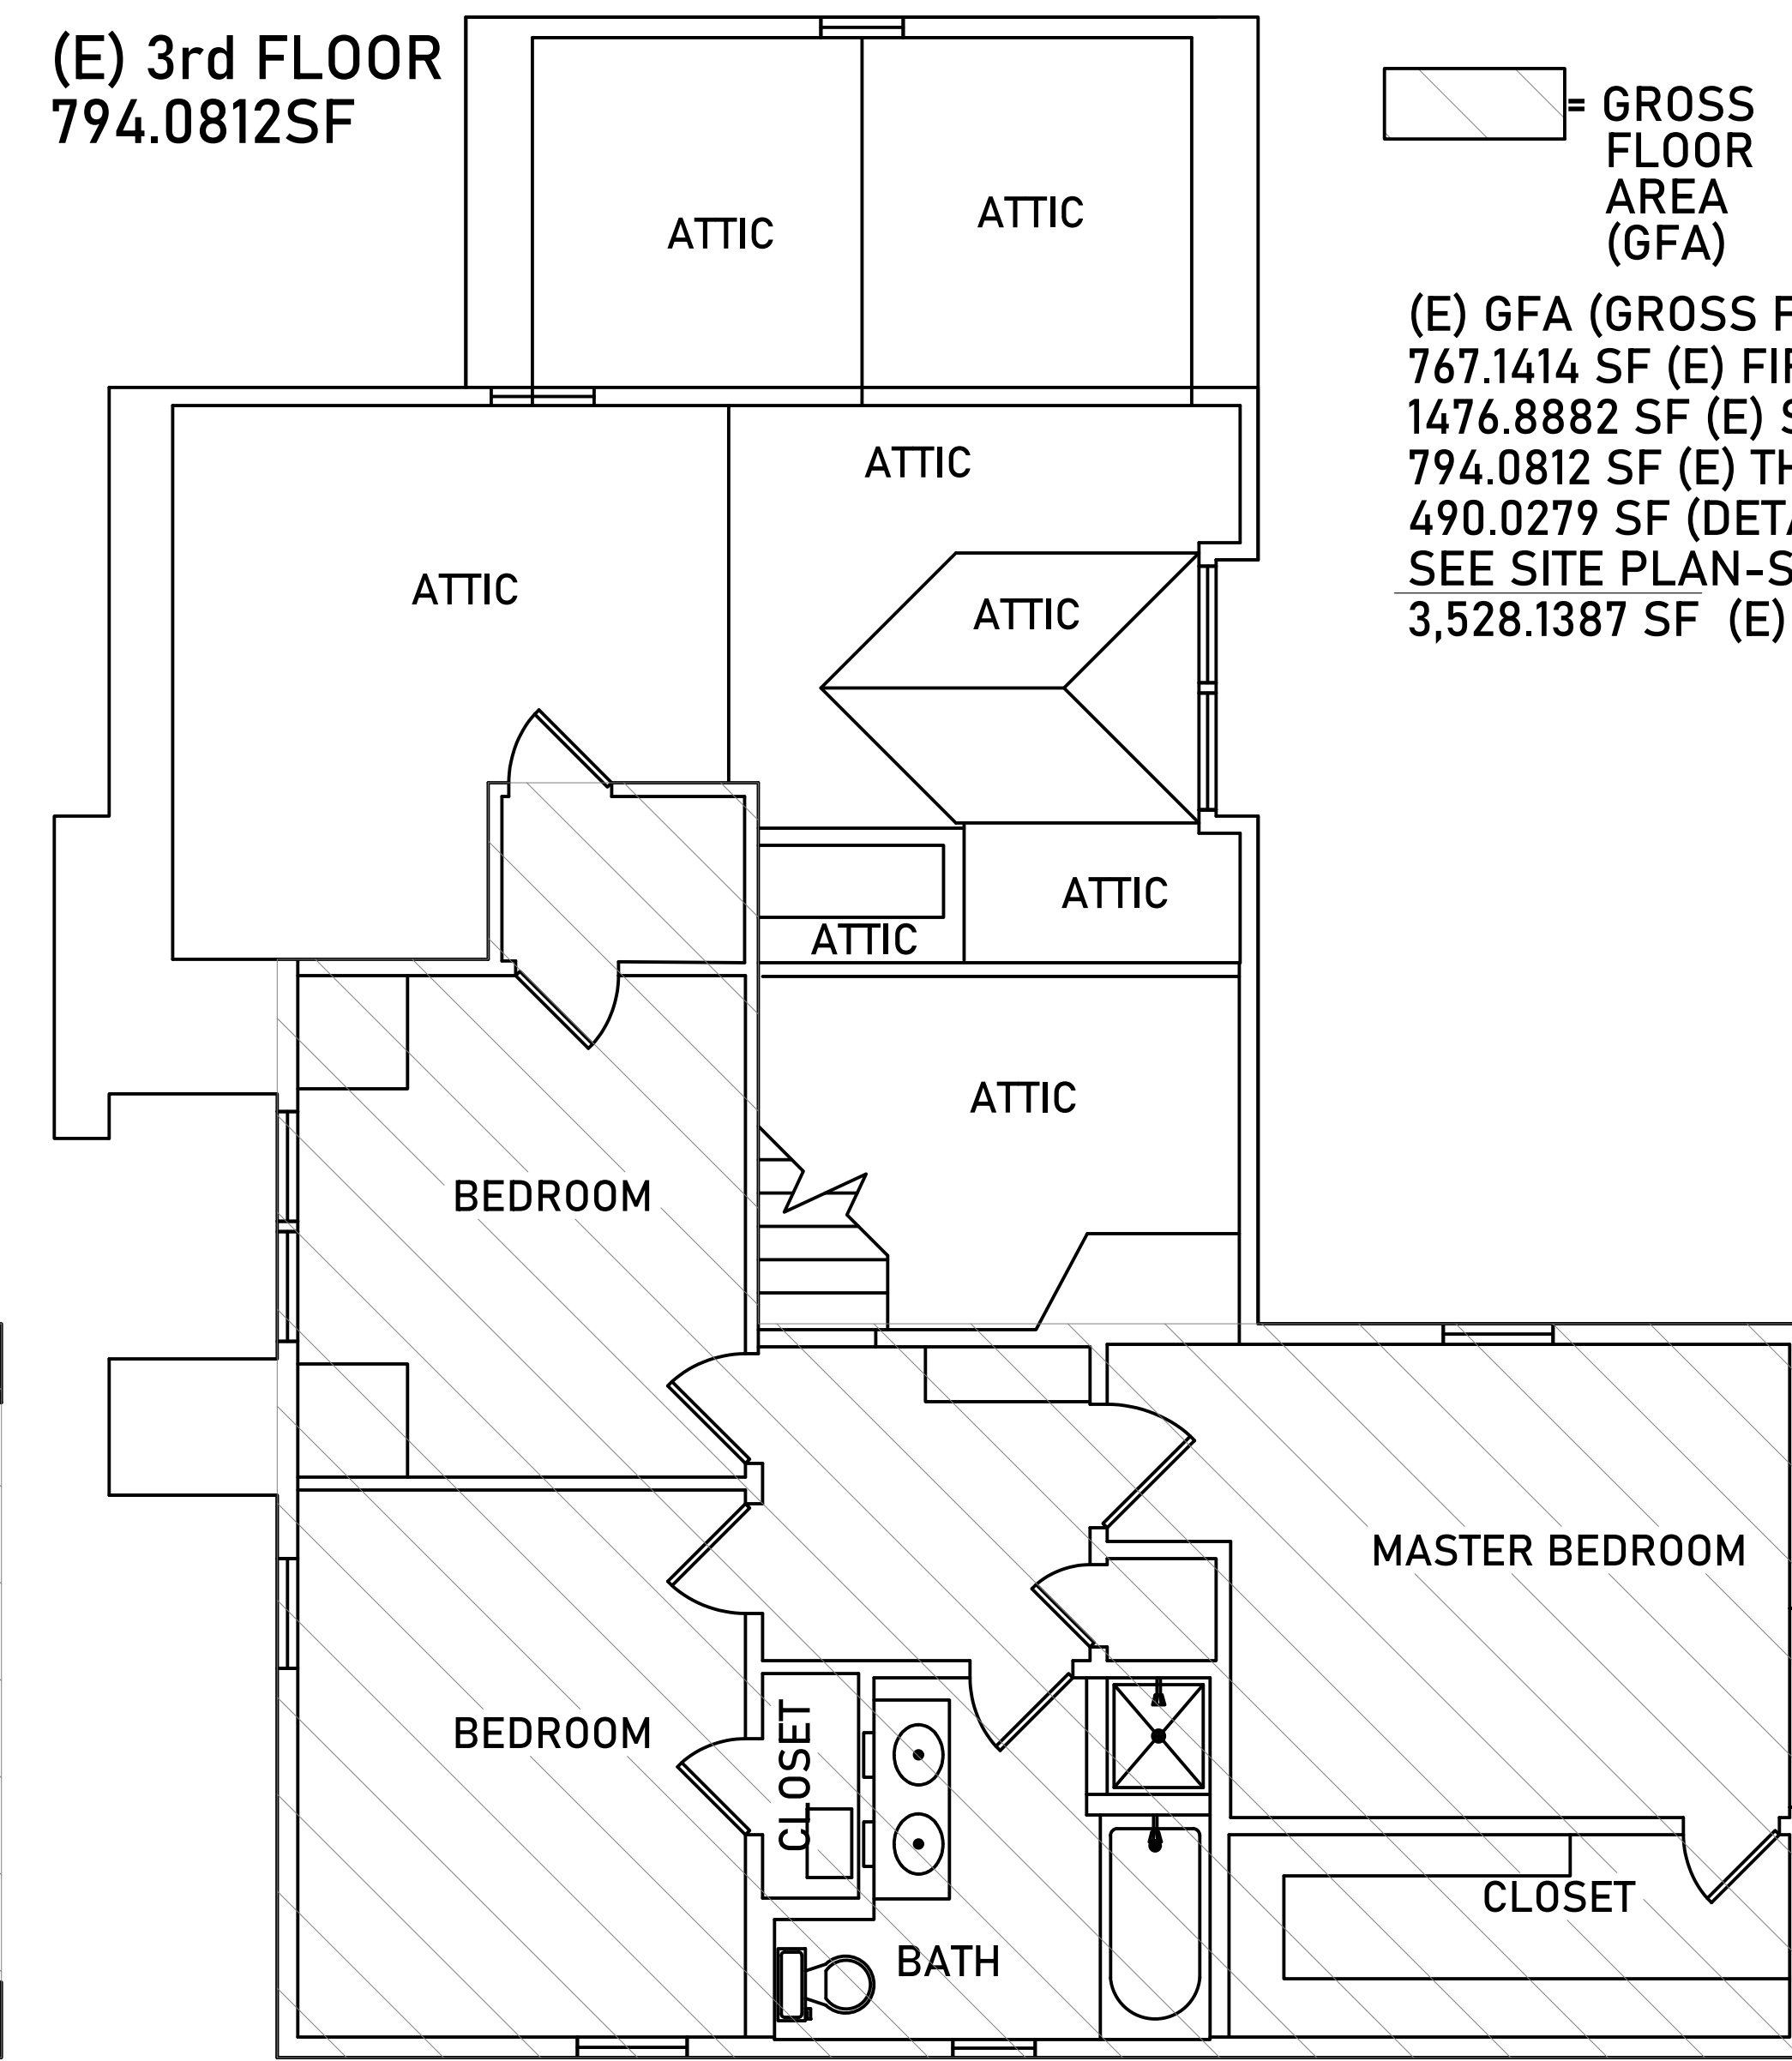 (E) 3rd FLOOR
794.0812SF
= GROSS
FLOOR
AREA
(GFA)
(E) GFA (GROSS
767.1414 SF (E)
1476.8882 SF (E)
794.0812 SF (E)
490.0279 SF
SEE SITE
3,528.1387 SF (E)
ATTIC
ATTIC
ATTIC
ATTIC
ATTIC
ATTIC
ATTIC
ATTIC
BEDROOM
MASTER BEDROOM
BEDROOM
CLOSET
CLOSET
BATH